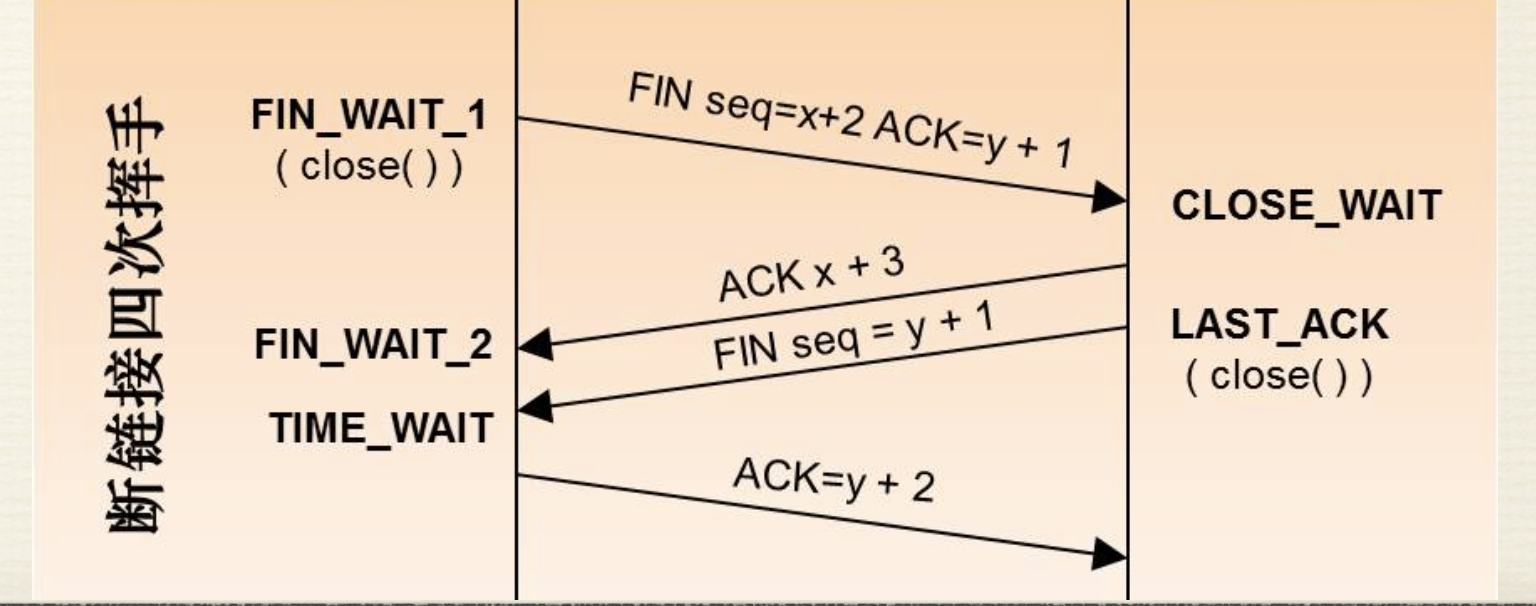 断链接四次挥手
FIN_WAIT_1
( close( ) )
FIN seq=x+2 ACK=y + 1
CLOSE_WAIT
ACK x + 3
FIN_WAIT_2
FIN seq = y + 1
LAST_ACK
( close( ) )
TIME_WAIT
ACK=y + 2